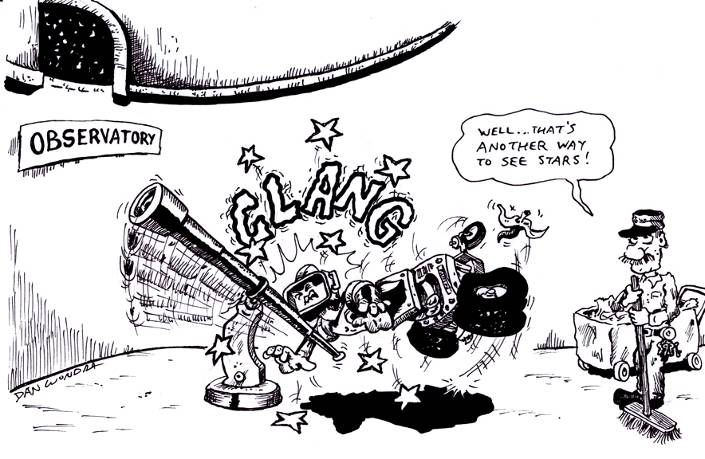 OBSERVATORY
CLANG
WELL...THAT'S
ANOTHER WAY
TO SEE STARS!
DAN WONDRA